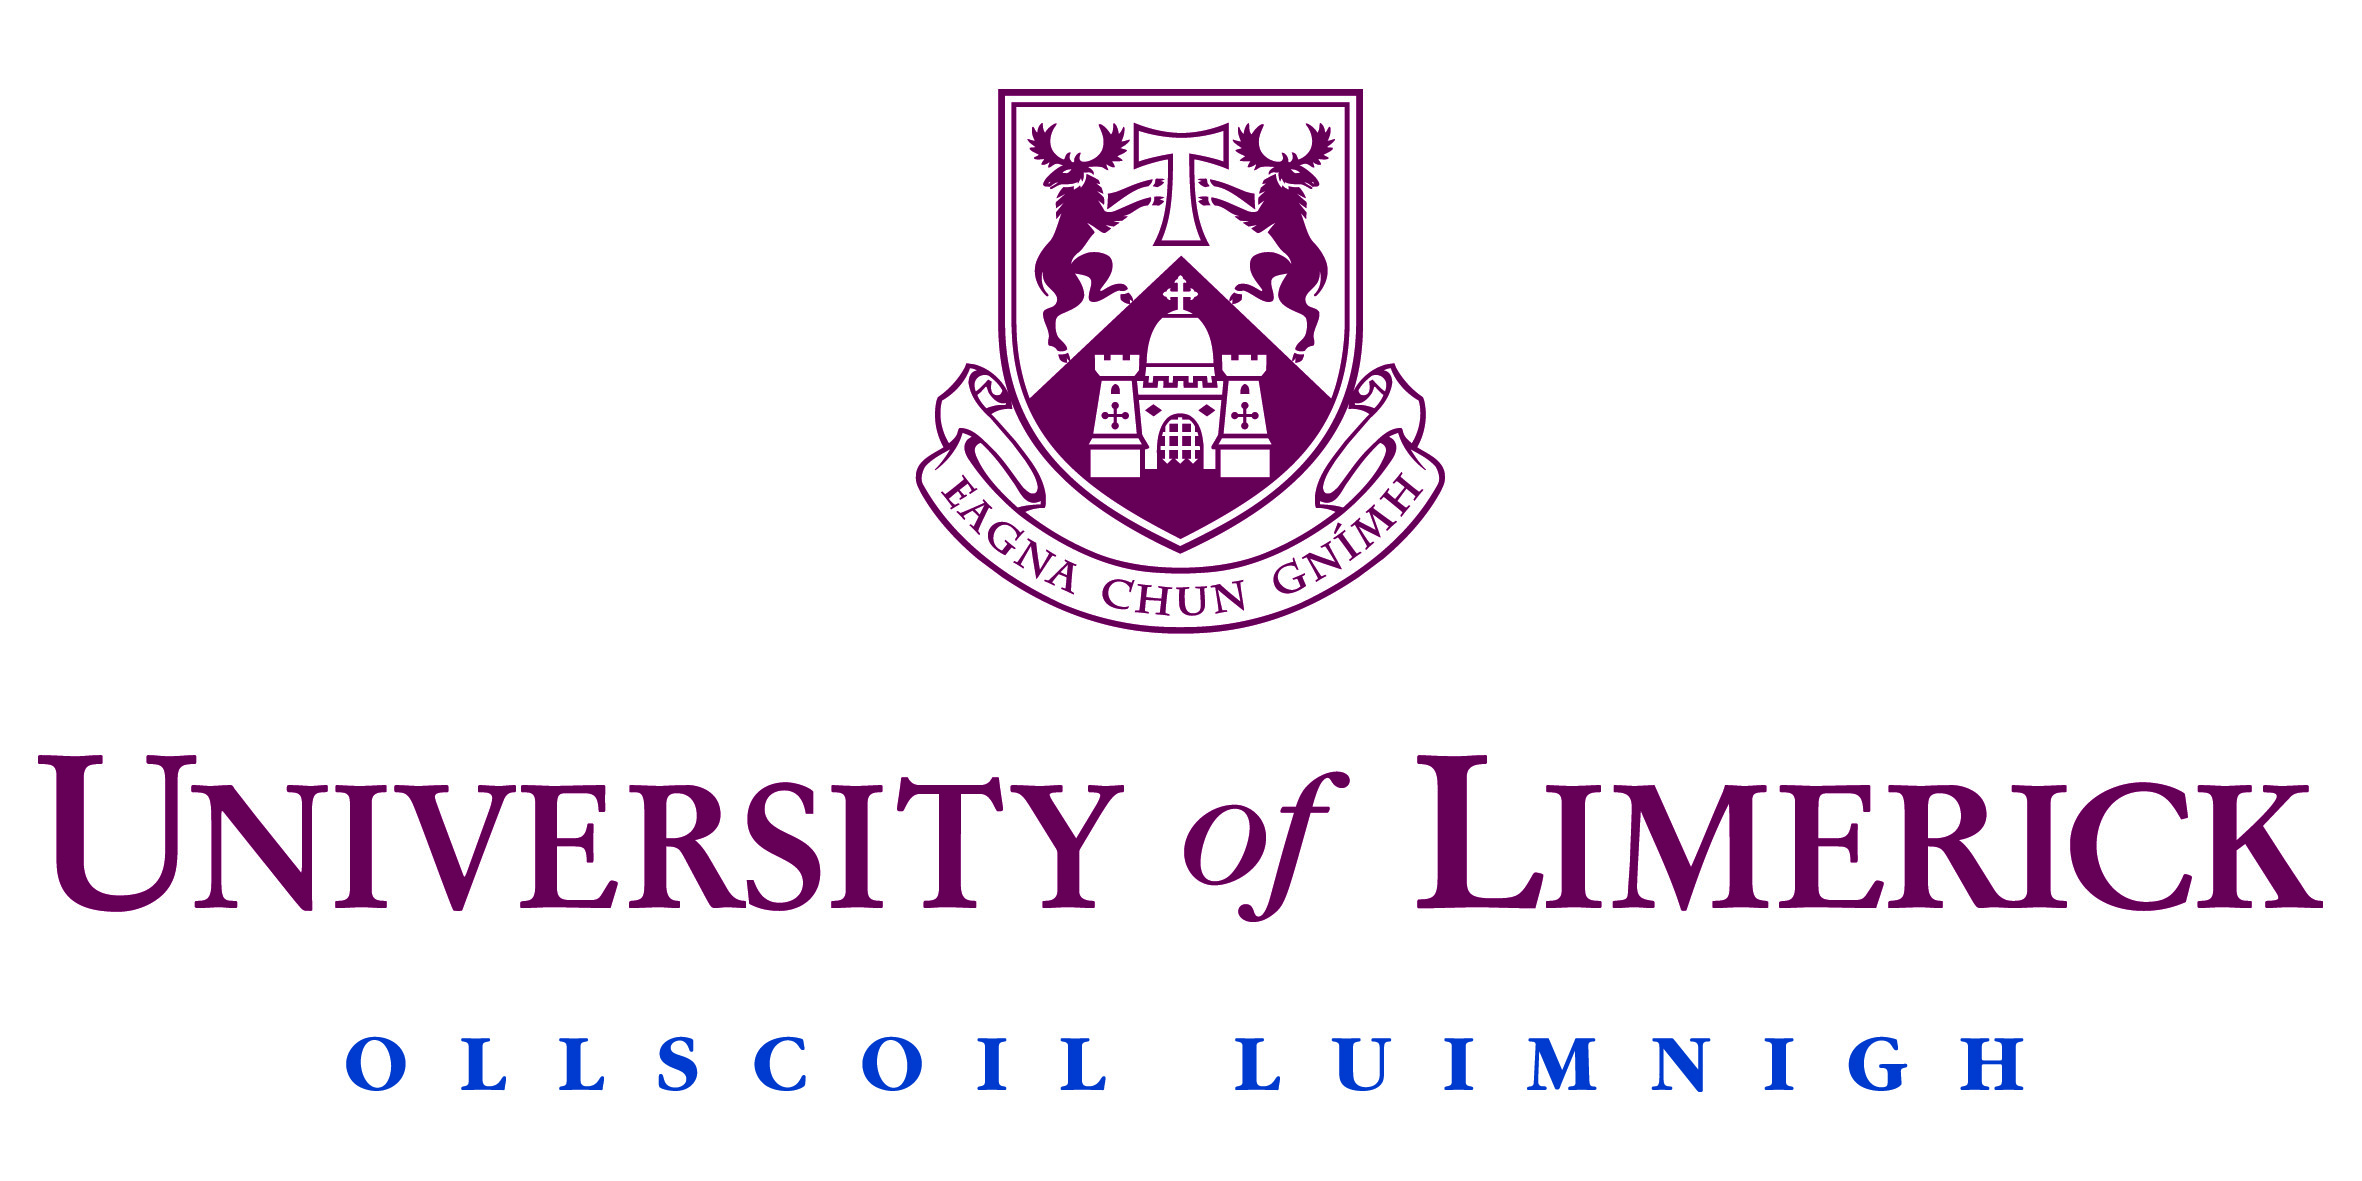 EAGNA CHUN GNÍMH
UNIVERSITY of LIMERICK
OLLSCOIL LUIMNIGH